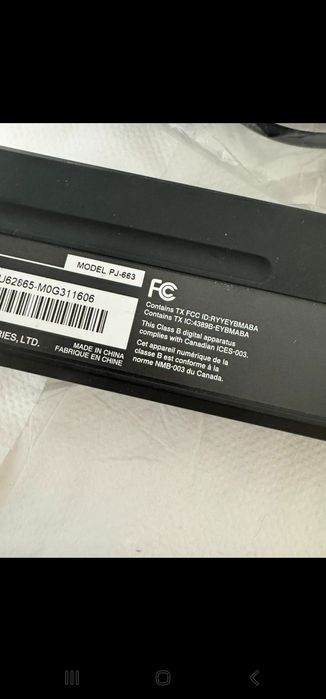 MODEL PJ-663
U62865-M0G311606
FC
Contains TX FCC ID:RYYEYBMABA
Contains TX IC:4389B-EYBMABA
This Class B digital apparatus
complies with Canadian ICES-003.
Cet appareil numérique de la
classe B est conforme à la
norme NMB-003 du Canada.
RIES, LTD.
MADE IN CHINA
FABRIQUE EN CHINE